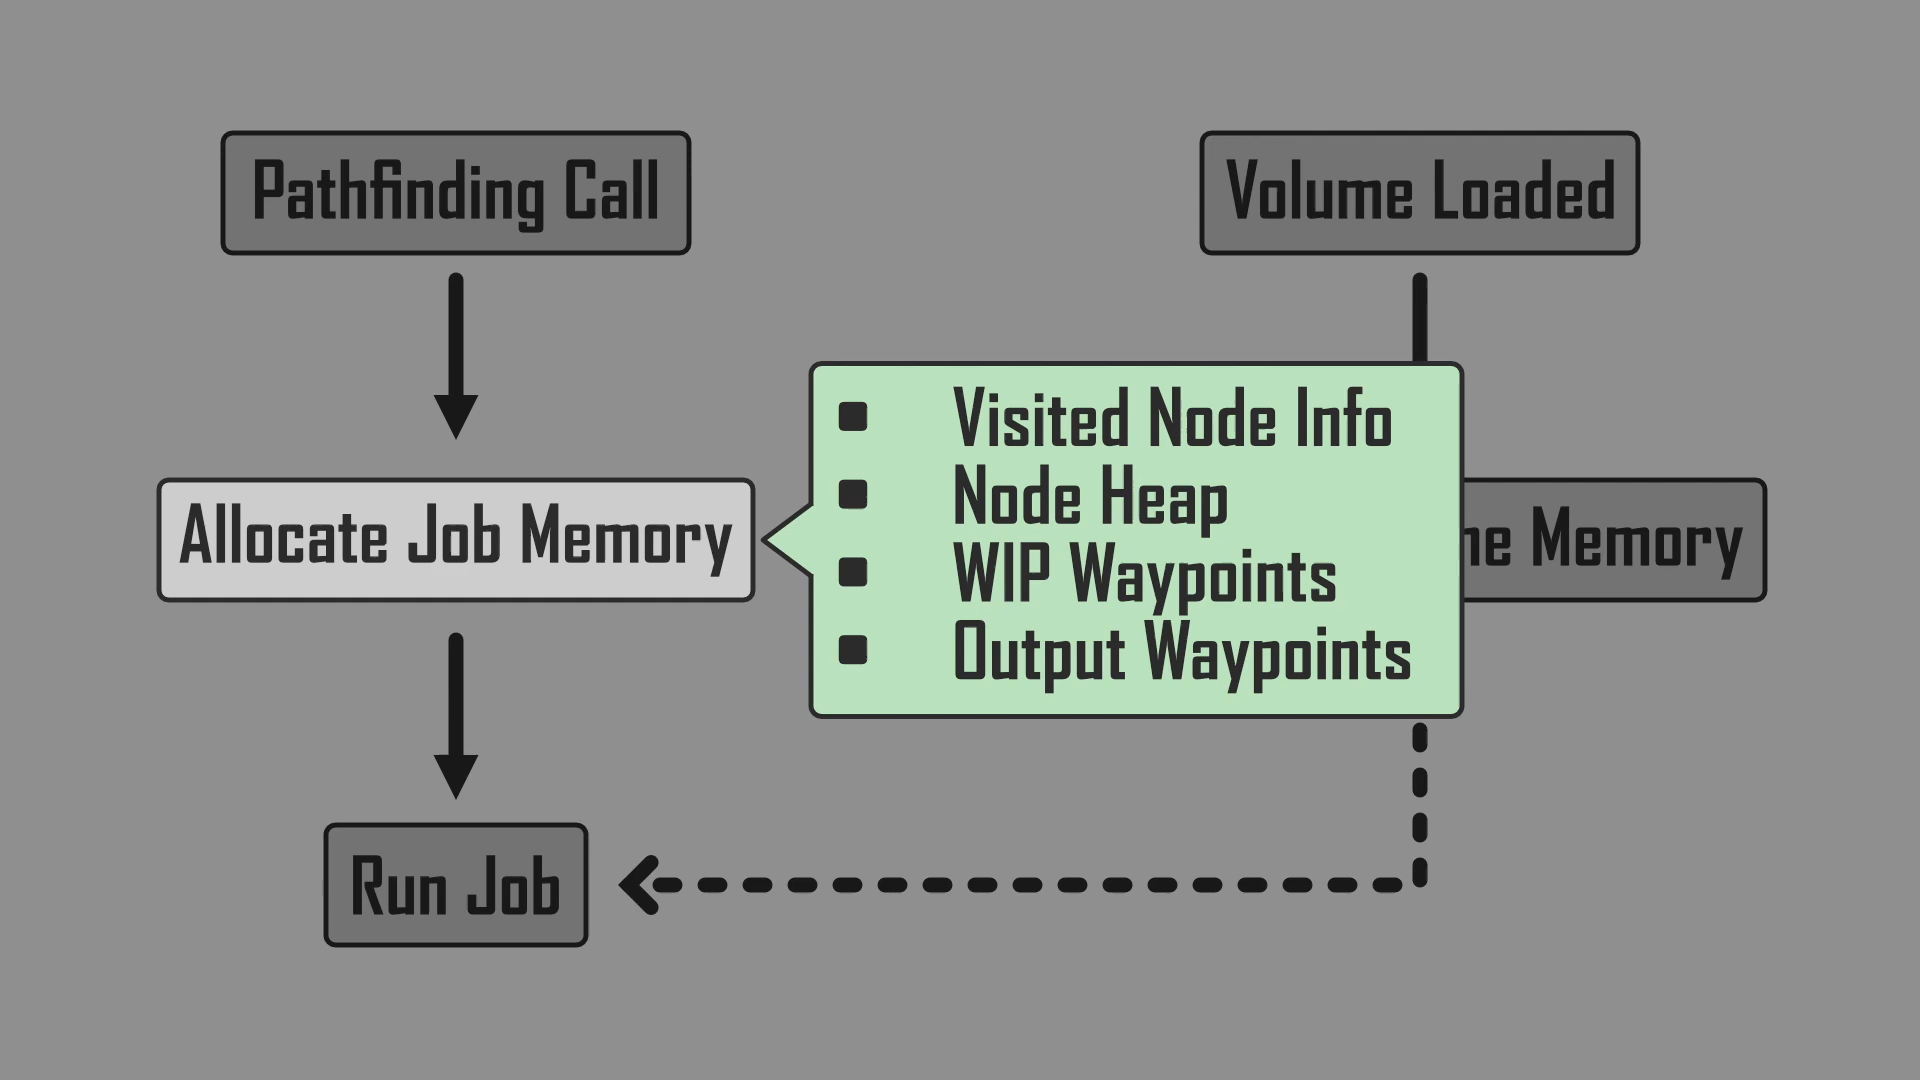 Pathfinding Call
Volume Loaded
Allocate Job Memory
■ Visited Node Info
■ Node Heap
■ WIP Waypoints
■ Output Waypoints
Memory
Run Job